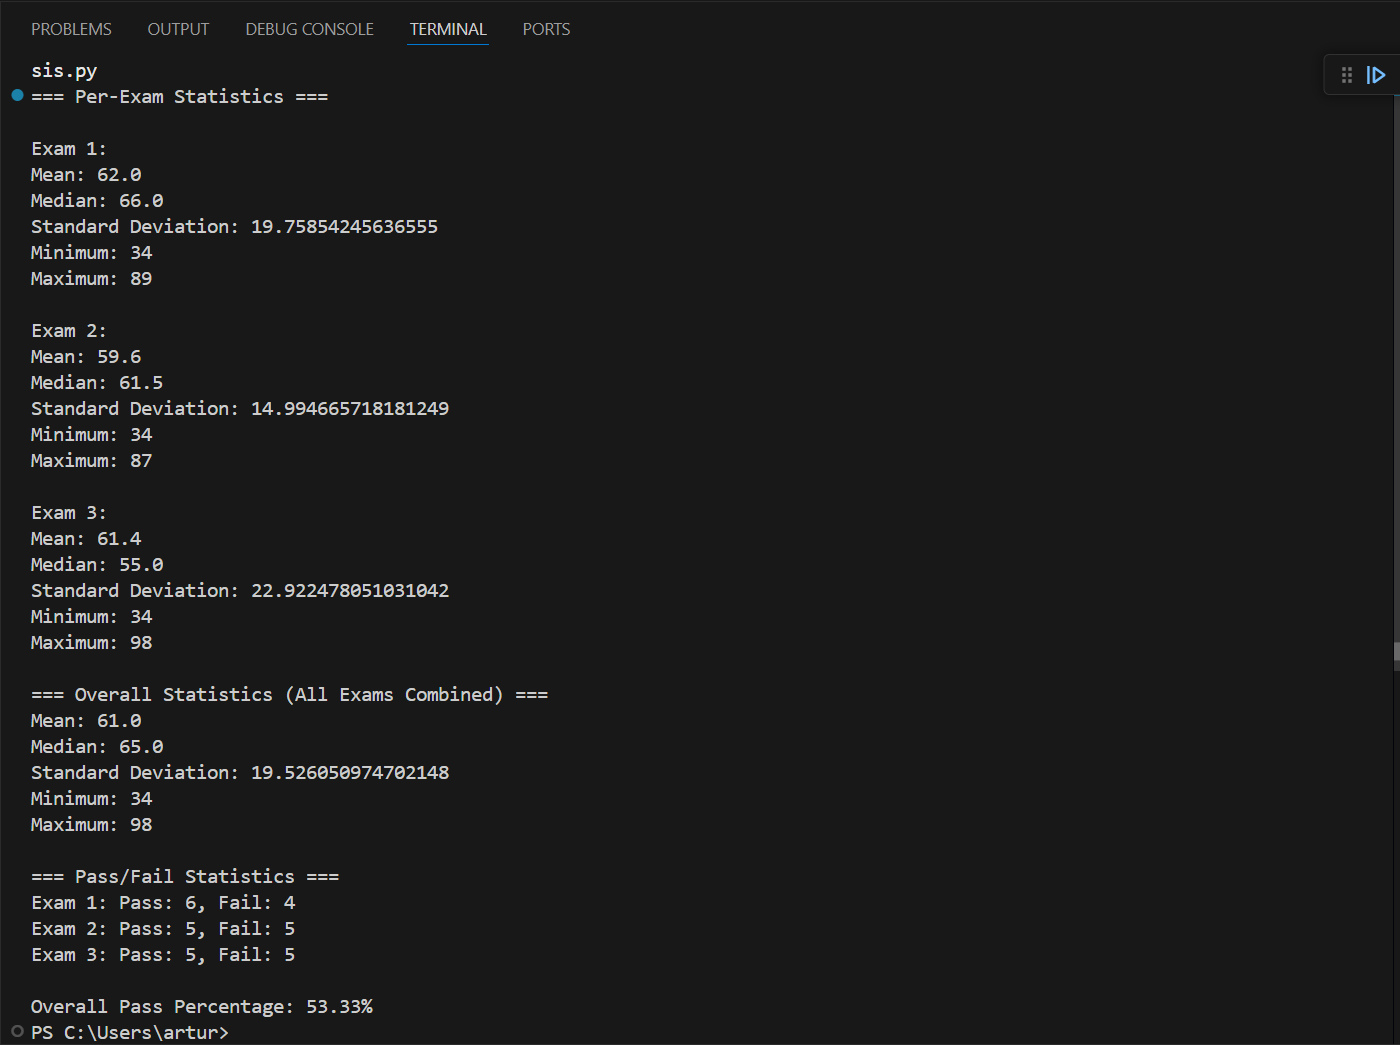 PROBLEMS OUTPUT DEBUG CONSOLE TERMINAL PORTS
sis.py
=== Per-Exam Statistics ===
Exam 1:
Mean: 62.0
Median: 66.0
Standard Deviation: 19.75854245636555
Minimum: 34
Maximum: 89
Exam 2:
Mean: 59.6
Median: 61.5
Standard Deviation: 14.994665718181249
Minimum: 34
Maximum: 87
Exam 3:
Mean: 61.4
Median: 55.0
Standard Deviation: 22.922478051031042
Minimum: 34
Maximum: 98
=== Overall Statistics (All Exams Combined) ===
Mean: 61.0
Median: 65.0
Standard Deviation: 19.526050974702148
Minimum: 34
Maximum: 98
=== Pass/Fail Statistics ===
Exam 1: Pass: 6, Fail: 4
Exam 2: Pass: 5, Fail: 5
Exam 3: Pass: 5, Fail: 5
Overall Pass Percentage: 53.33%
PS C:\Users\artur>